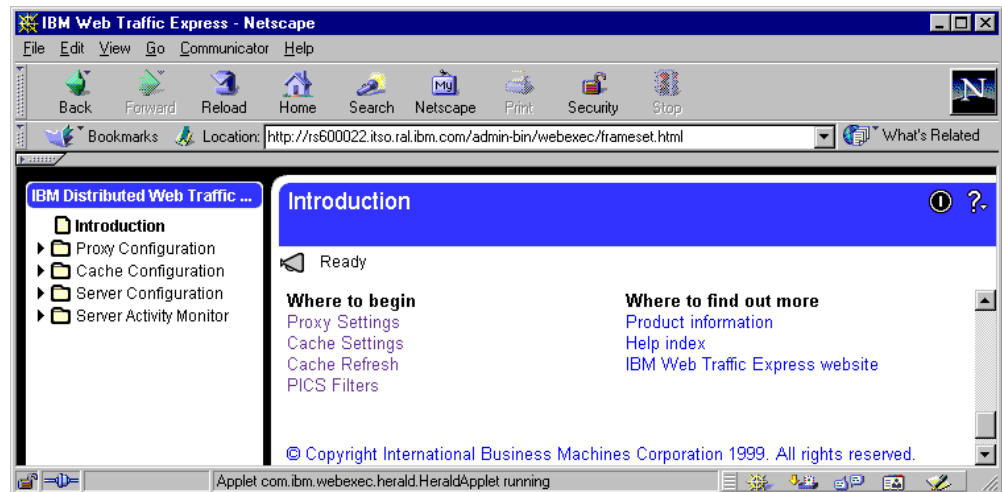 IBM Web Traffic Express - Netscape
File Edit View Go Communicator Help
Back Forward Reload Home Search Netscape Print Security Stop
My
N
Bookmarks Location: http://rs600022.itso.ral.ibm.com/admin-bin/webexec/frameset.html What's Related
IBM Distributed Web Traffic ...
Introduction
Proxy Configuration
Cache Configuration
Server Configuration
Server Activity Monitor
Introduction
Ready
Where to begin
Proxy Settings
Cache Settings
Cache Refresh
PICS Filters
Where to find out more
Product information
Help index
IBM Web Traffic Express website
© Copyright International Business Machines Corporation 1999. All rights reserved.
Applet com.ibm.webexec.herald.HeraldApplet running